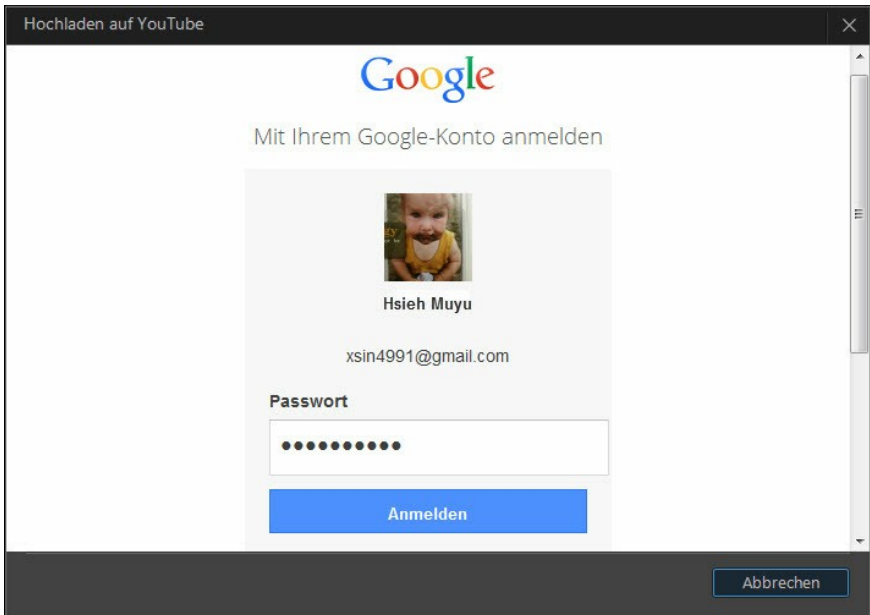 Hochladen auf YouTube
Google
Mit Ihrem Google-Konto anmelden
Hsieh Muyu
xsin4991@gmail.com
Passwort
●●●●●●●●●●
Anmelden
Abbrechen